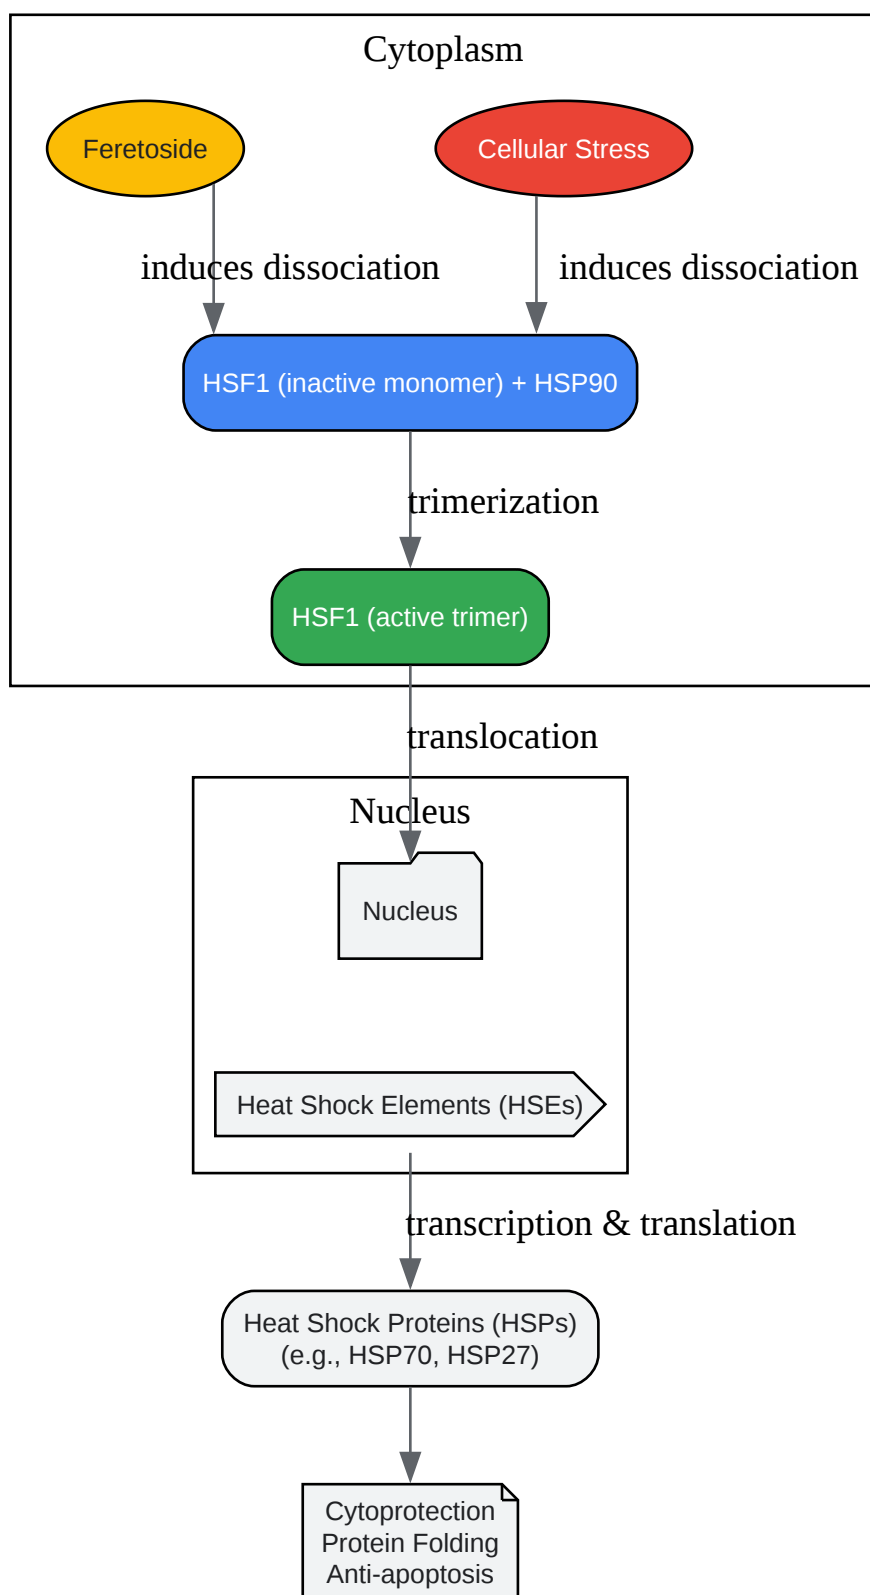 Cytoplasm
Feretoside
Cellular Stress
induces dissociation
induces dissociation
HSF1 (inactive monomer) + HSP90
trimerization
HSF1 (active trimer)
translocation
Nucleus
Nucleus
Heat Shock Elements (HSEs)
transcription & translation
Heat Shock Proteins (HSPs)
(e.g., HSP70, HSP27)
Cytoprotection
Protein Folding
Anti-apoptosis